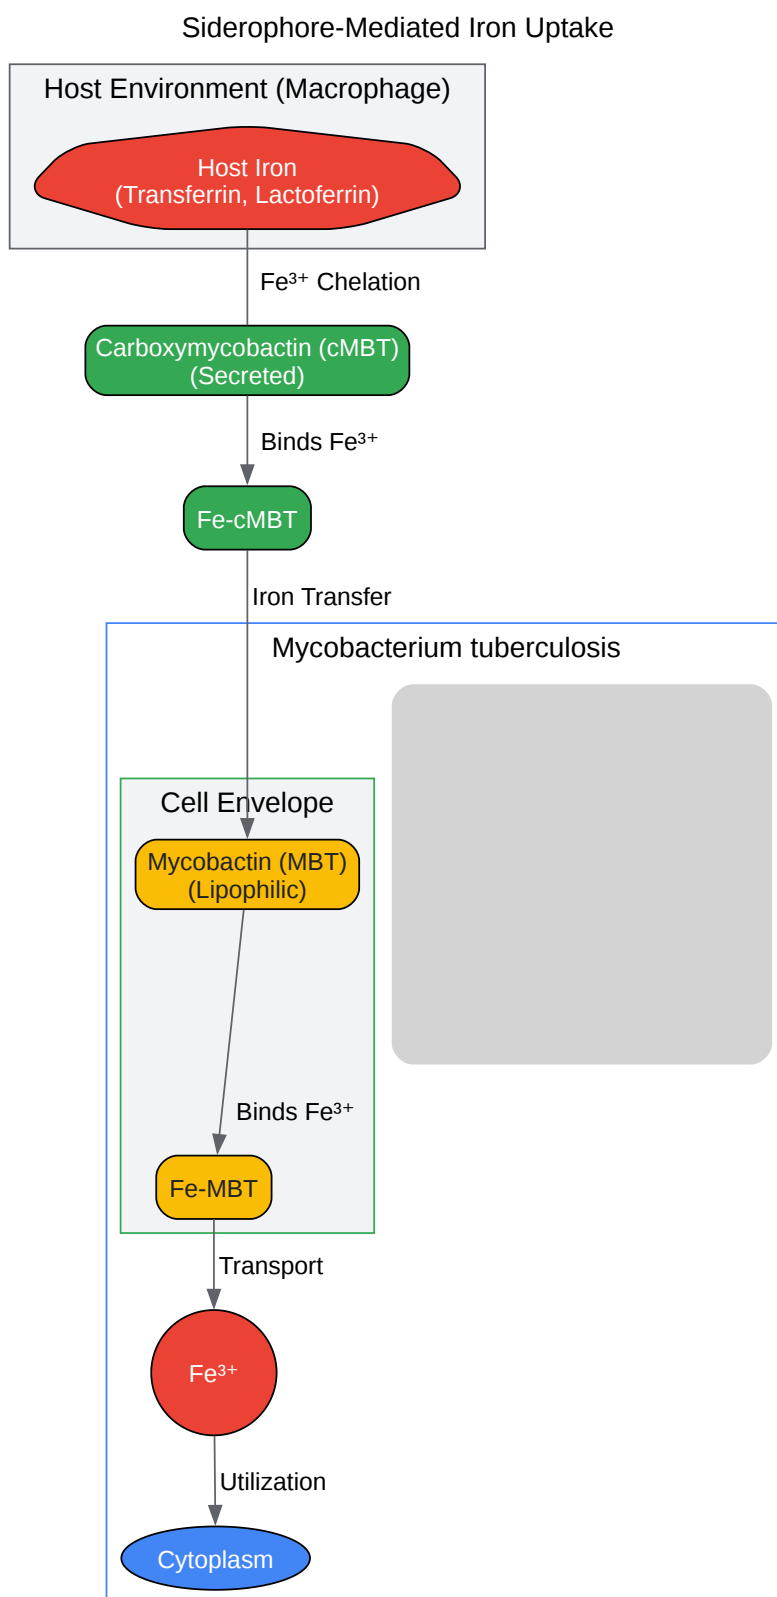 Siderophore-Mediated Iron Uptake
Host Environment (Macrophage)
Host Iron
(Transferrin, Lactoferrin)
Fe³⁺ Chelation
Carboxymycobactin (cMBT)
(Secreted)
Binds Fe³⁺
Fe-cMBT
Iron Transfer
Mycobacterium tuberculosis
Cell Envelope
Mycobactin (MBT)
(Lipophilic)
Binds Fe³⁺
Fe-MBT
Transport
Fe³⁺
Utilization
Cytoplasm